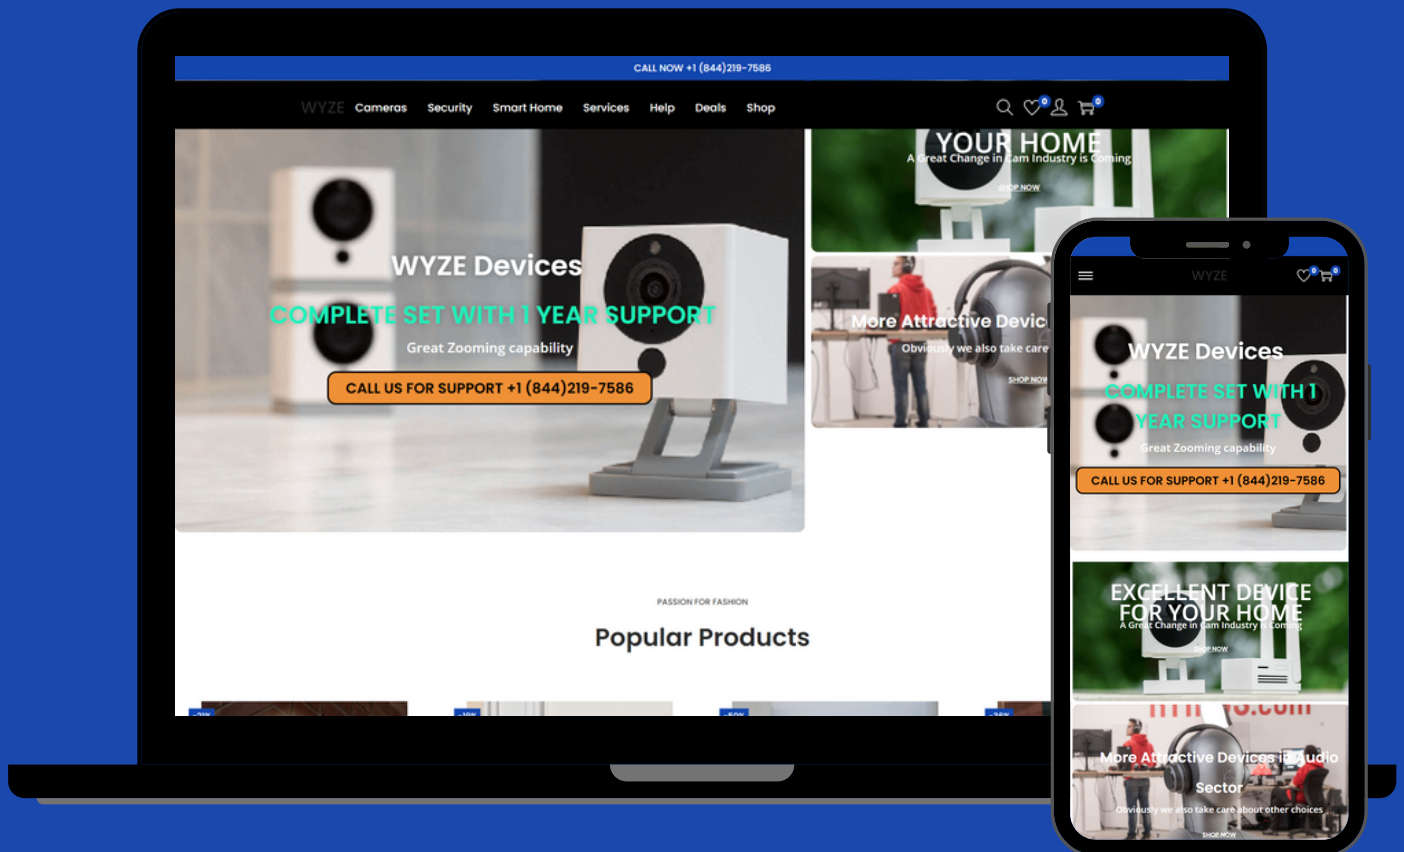 CALL NOW +1 (844)219-7586
WYZE Cameras Security Smart Home Services Help Deals Shop
0 0
WYZE Devices
COMPLETE SET WITH 1 YEAR SUPPORT
Great Zooming capability
CALL US FOR SUPPORT +1 (844)219-7586
YOUR HOME
A Great Change in Cam Industry is Coming
SHOP NOW
More Attractive Devic
Obviously we also take care
SHOP NOW
PASSION FOR FASHION
Popular Products
WYZE
0 0
WYZE Devices
COMPLETE SET WITH 1
YEAR SUPPORT
Great Zooming capability
CALL US FOR SUPPORT +1 (844)219-7586
EXCELLENT DEVICE
FOR YOUR HOME
A Great Change in Cam Industry is Coming
SHOP NOW
More Attractive Devices in Audio
Sector
Obviously we also take care about other choices
SHOP NOW